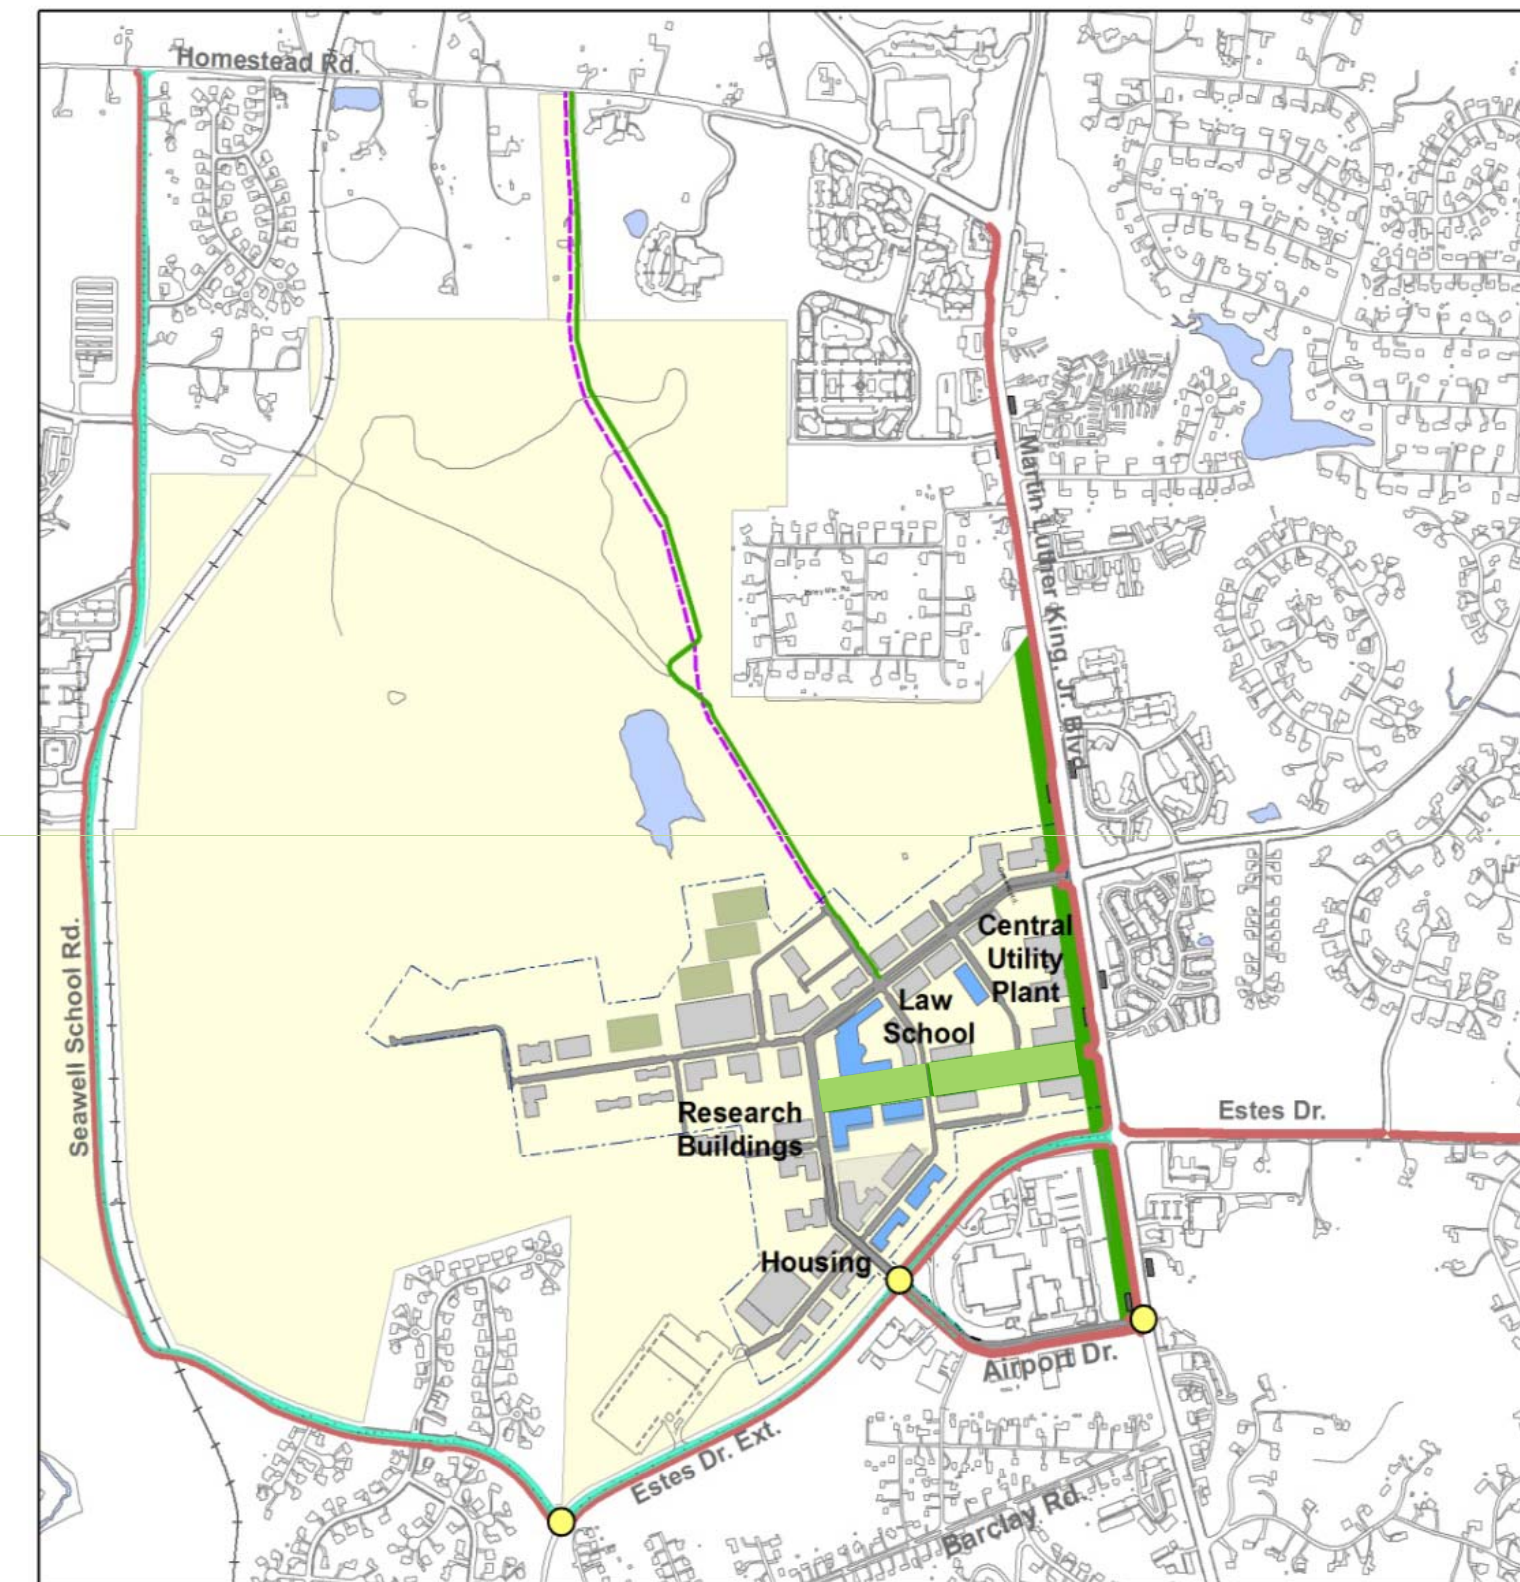 Homestead Rd.
Martin Luther King, Jr. Blvd
Central
Utility
Plant
Law
School
Seawell School Rd.
Research
Buildings
Estes Dr.
Housing
Airport Dr.
Estes Dr. Ext.
Barclay Rd.